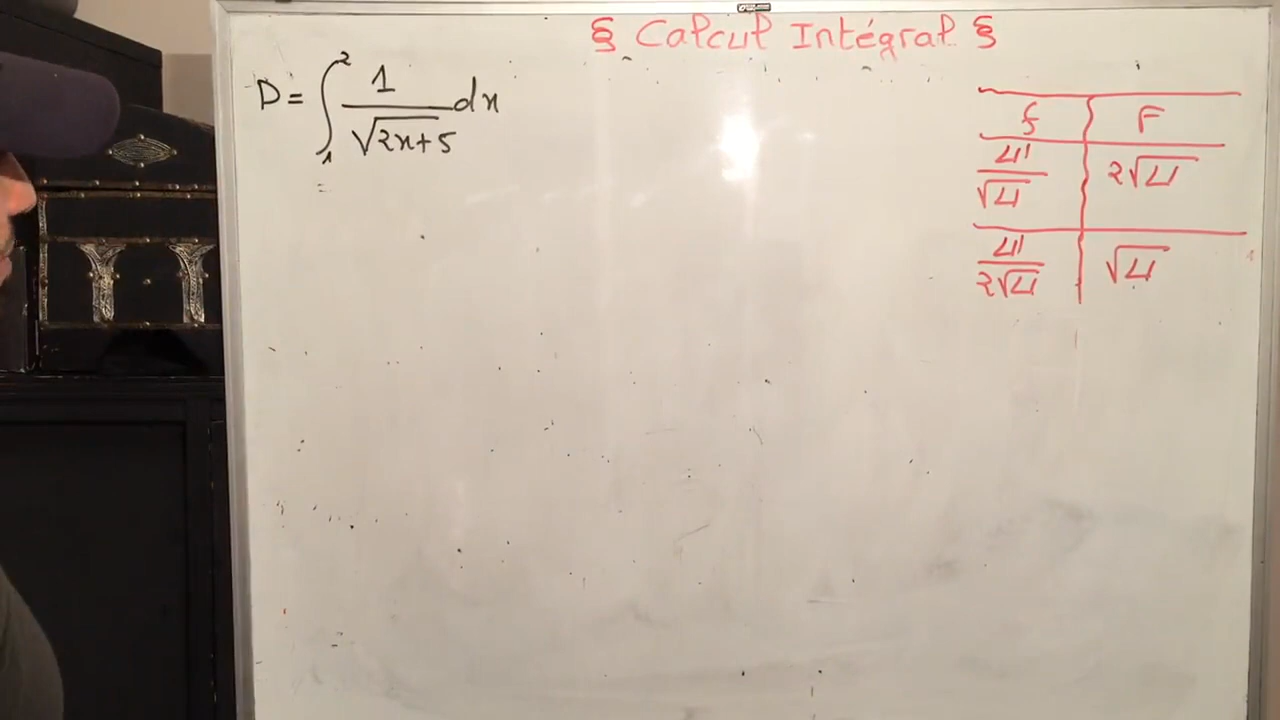 § Calcul Intégral §
D = ∫₁² 1/√(2x+5) dx
f | F
u'/√u | 2√u
u'/2√u | √u